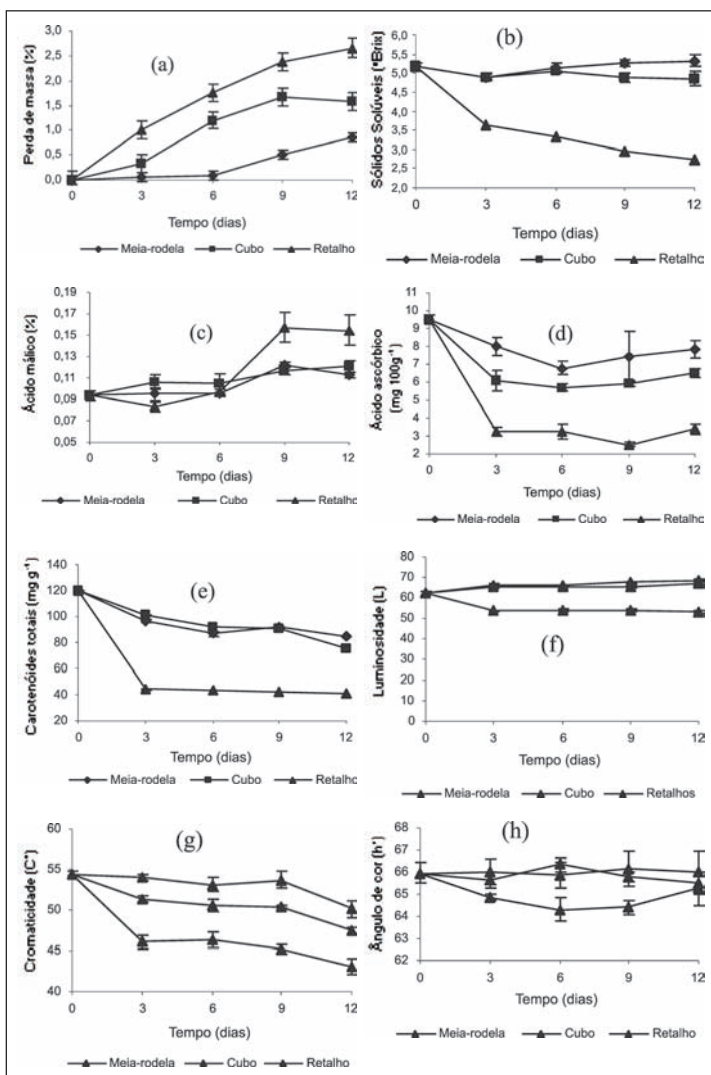 Perda de massa (%)
3,0
2,5
2,0
1,5
1,0
0,5
0,0
(a)
0 3 6 9 12
Tempo (dias)
Meia-rodela Cubo Retalho
Sólidos Solúveis (°Brix)
6,0
5,5
5,0
4,5
4,0
3,5
3,0
2,5
2,0
(b)
0 3 6 9 12
Tempo (dias)
Meia-rodela Cubo Retalho
Ácido málico (%)
0,19
0,17
0,15
0,13
0,11
0,09
0,07
0,05
(c)
0 3 6 9 12
Tempo (dias)
Meia-rodela Cubo Retalho
Ácido ascórbico
(mg 100g⁻¹)
11
10
9
8
7
6
5
4
3
2
(d)
0 3 6 9 12
Tempo (dias)
Meia-rodela Cubo Retalho
Carotenóides totais (mg g⁻¹)
140
120
100
80
60
40
20
(e)
0 3 6 9 12
Tempo (dias)
Meia-rodela Cubo Retalho
Luminosidade (L)
80
70
60
50
40
30
20
10
0
(f)
0 3 6 9 12
Tempo (dias)
Meia-rodela Cubo Retalhos
Cromaticidade (C*)
60
55
50
45
40
(g)
0 3 6 9 12
Tempo (dias)
Meia-rodela Cubo Retalho
Ângulo de cor (h*)
68
66
65
64
62
(h)
0 3 6 9 12
Tempo (dias)
Meia-rodela Cubo Retalho